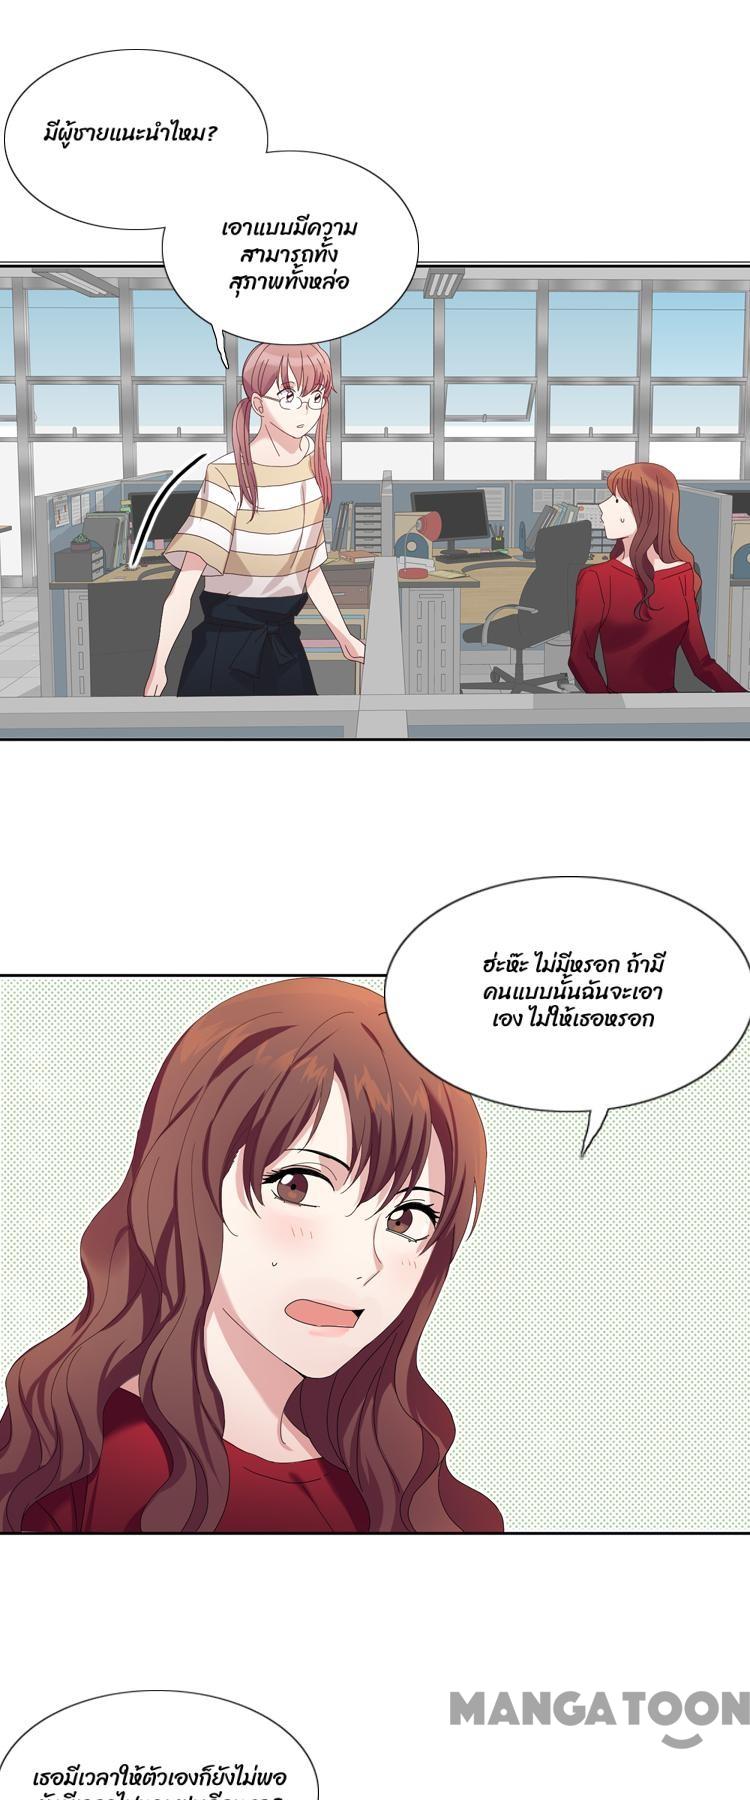 มีผู้ชายแนะนำไหม?
เอาแบบมีความ
สามารถทั้ง
สุภาพทั้งหล่อ
ฮ่ะห๊ะ ไม่มีหรอก ถ้ามี
คนแบบนั้นฉันจะเอา
เอง ไม่ให้เธอหรอก
MANGATOON
เธอมีเวลาให้ตัวเองก็ยังไม่พอ